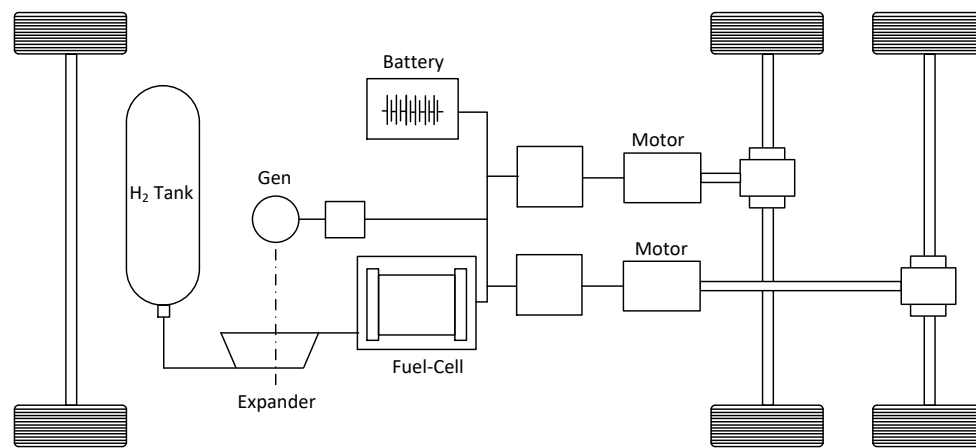 Battery
Motor
H₂ Tank
Gen
Motor
Fuel-Cell
Expander